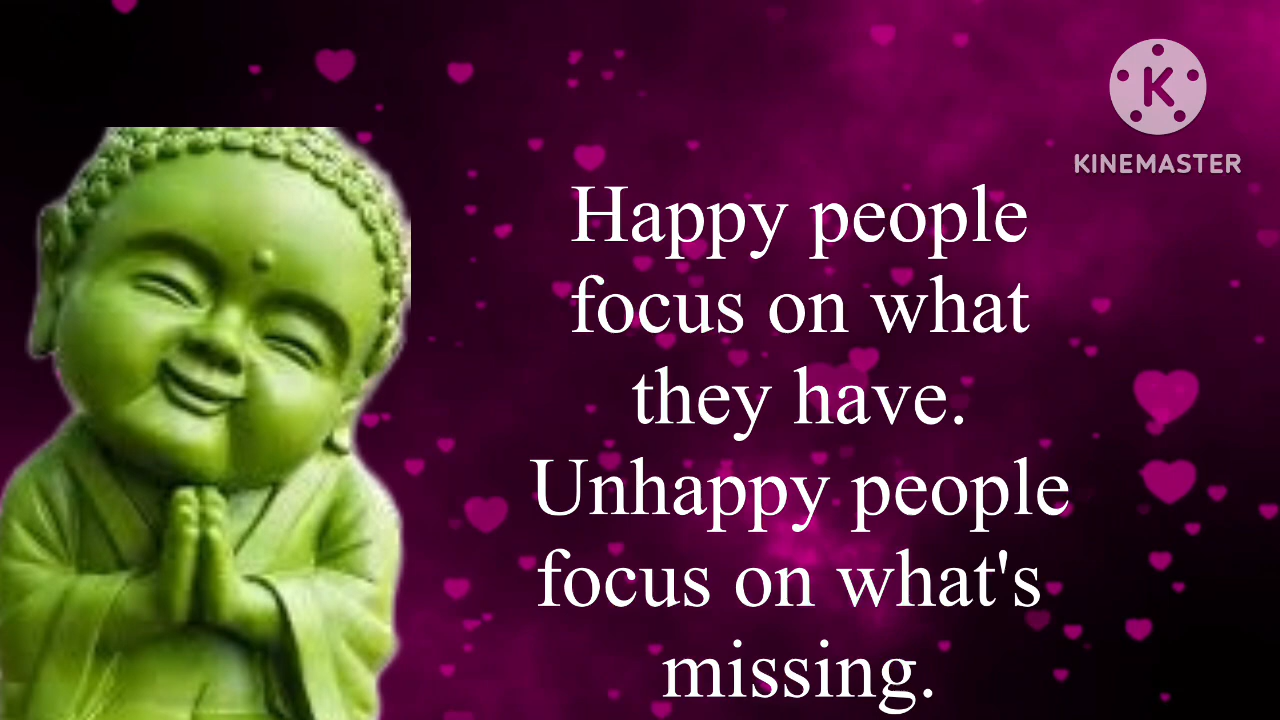 K
KINEMASTER
Happy people
focus on what
they have.
Unhappy people
focus on what's
missing.